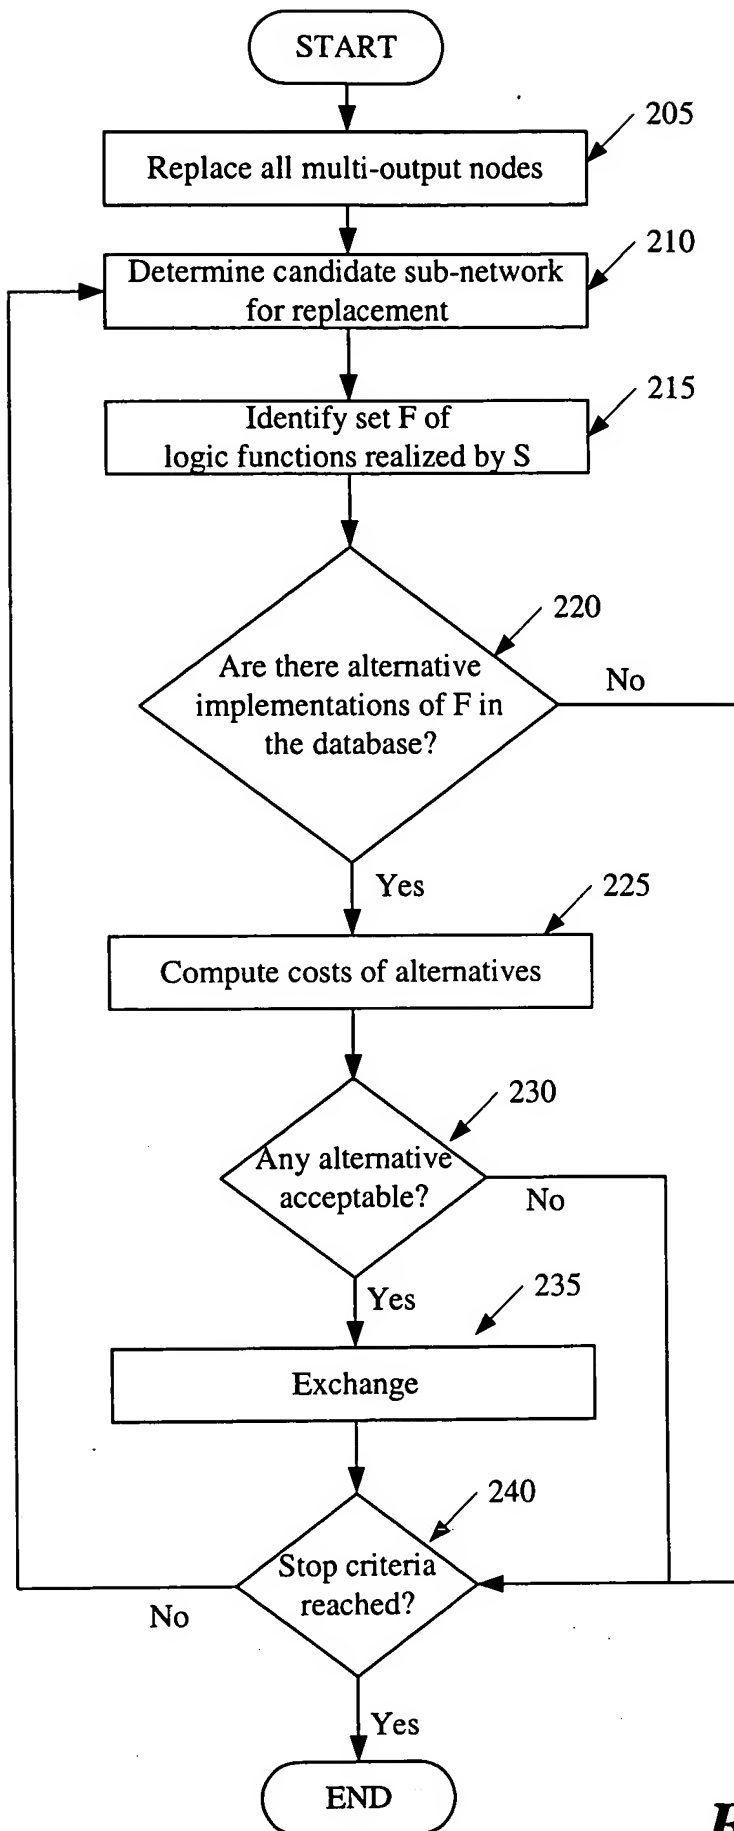 START
205
Replace all multi-output nodes
210
Determine candidate sub-network
for replacement
215
Identify set F of
logic functions realized by S
220
Are there alternative
implementations of F in
the database?
No
Yes
225
Compute costs of alternatives
230
Any alternative
acceptable?
No
Yes
235
Exchange
240
Stop criteria
reached?
No
Yes
END